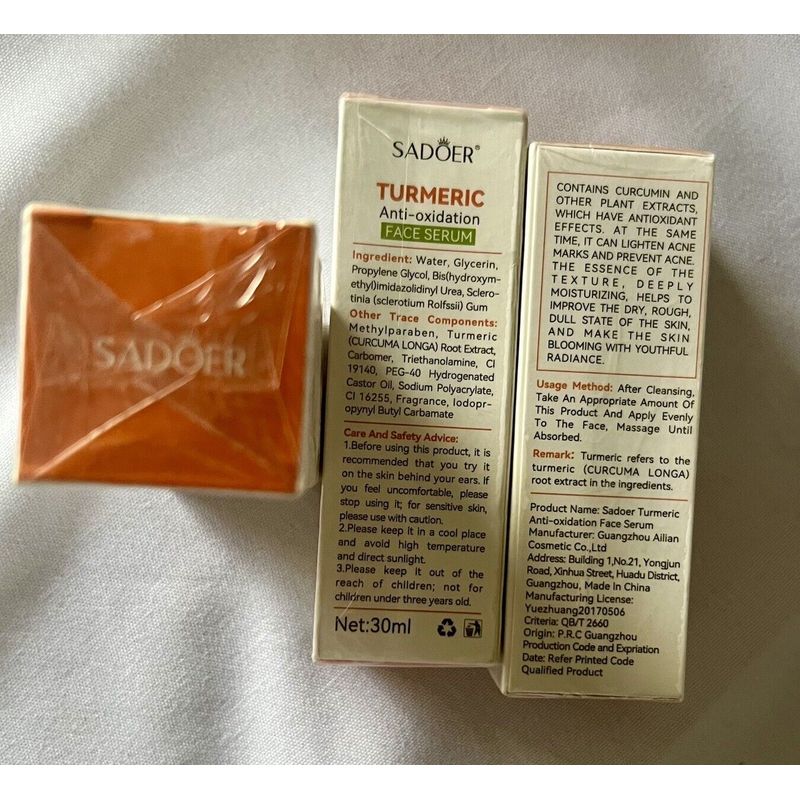 SADOER
SADOER®
TURMERIC
Anti-oxidation
FACE SERUM
Ingredient: Water, Glycerin,
Propylene Glycol, Bis(hydroxym-
ethyl)imidazolidinyl Urea, Sclero-
tinia (sclerotium Rolfssii) Gum
Other Trace Components:
Methylparaben, Turmeric
(CURCUMA LONGA) Root Extract,
Carbomer, Triethanolamine, CI
19140, PEG-40 Hydrogenated
Castor Oil, Sodium Polyacrylate,
CI 16255, Fragrance, Iodopr-
opynyl Butyl Carbamate
Care And Safety Advice:
1.Before using this product, it is
recommended that you try it
on the skin behind your ears. If
you feel uncomfortable, please
stop using it; for sensitive skin,
please use with caution.
2.Please keep it in a cool place
and avoid high temperature
and direct sunlight.
3.Please keep it out of the
reach of children; not for
children under three years old.
Net:30ml
CONTAINS CURCUMIN AND
OTHER PLANT EXTRACTS,
WHICH HAVE ANTIOXIDANT
EFFECTS. AT THE SAME
TIME, IT CAN LIGHTEN ACNE
MARKS AND PREVENT ACNE.
THE ESSENCE OF THE
TEXTURE, DEEPLY
MOISTURIZING, HELPS TO
IMPROVE THE DRY, ROUGH,
DULL STATE OF THE SKIN,
AND MAKE THE SKIN
BLOOMING WITH YOUTHFUL
RADIANCE.
Usage Method: After Cleansing,
Take An Appropriate Amount Of
This Product And Apply Evenly
To The Face, Massage Until
Absorbed.
Remark: Turmeric refers to the
turmeric (CURCUMA LONGA)
root extract in the ingredients.
Product Name: Sadoer Turmeric
Anti-oxidation Face Serum
Manufacturer: Guangzhou Ailian
Cosmetic Co.,Ltd
Address: Building 1,No.21, Yongjun
Road, Xinhua Street, Huadu District,
Guangzhou, Made In China
Manufacturing License:
Yuezhuang20170506
Criteria: QB/T 2660
Origin: P.R.C Guangzhou
Production Code and Expriation
Date: Refer Printed Code
Qualified Product